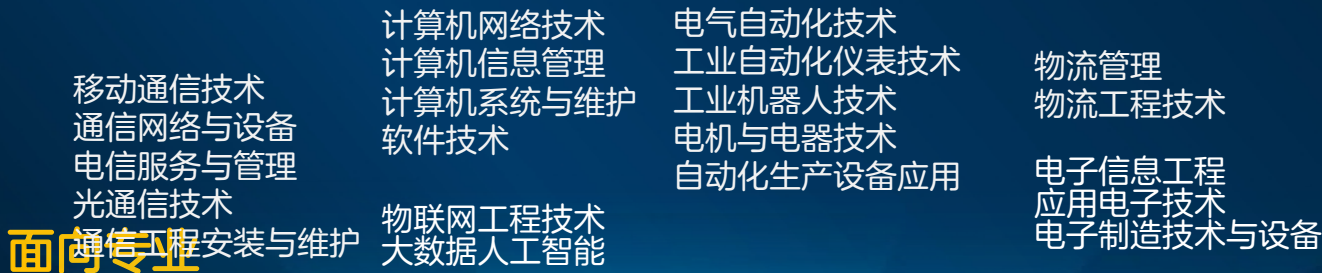 移动通信技术
通信网络与设备
电信服务与管理
光通信技术
通信工程安装与维护
计算机网络技术
计算机信息管理
计算机系统与维护
软件技术
物联网工程技术
大数据人工智能
电气自动化技术
工业自动化仪表技术
工业机器人技术
电机与电器技术
自动化生产设备应用
物流管理
物流工程技术
电子信息工程
应用电子技术
电子制造技术与设备
面向专业